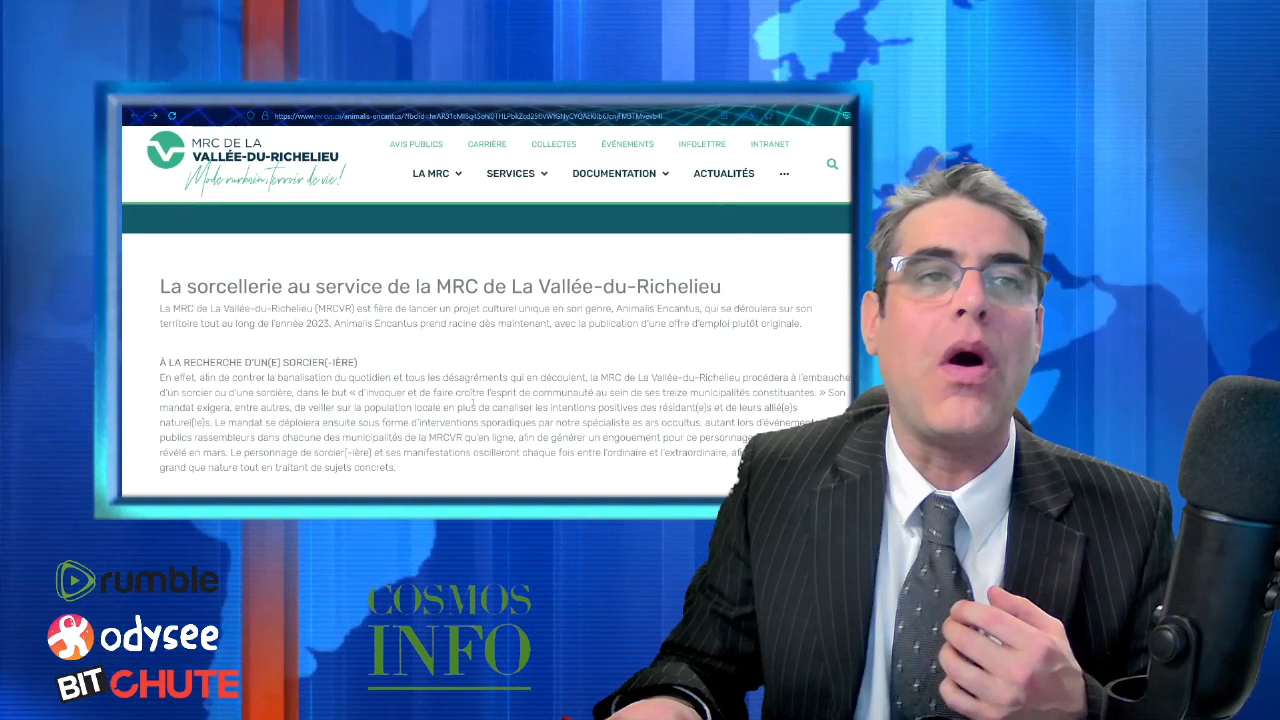 MRC DE LA
VALLÉE-DU-RICHELIEU
Mode rurbain, terroir de vie!
AVIS PUBLICS CARRIÈRE COLLECTES ÉVÉNEMENTS INFOLETTRE INTRANET
LA MRC SERVICES DOCUMENTATION ACTUALITÉS ...
La sorcellerie au service de la MRC de La Vallée-du-Richelieu
La MRC de La Vallée-du-Richelieu (MRCVR) est fière de lancer un projet culturel unique en son genre, Animalis Encantus, qui se déroulera sur son
territoire tout au long de l'année 2023. Animalis Encantus prend racine dès maintenant, avec la publication d'une offre d'emploi plutôt originale.
À LA RECHERCHE D'UN(E) SORCIER(-IÈRE)
En effet, afin de contrer la banalisation du quotidien et tous les désagréments qui en découlent, la MRC de La Vallée-du-Richelieu procédera à l'embauche
d'un sorcier ou d'une sorcière, dans le but « d'invoquer et de faire croître l'esprit de communauté au sein de ses treize municipalités constituantes. » Son
mandat exigera, entre autres, de veiller sur la population locale en plus de canaliser les intentions positives des résidant(e)s et de leurs allié(e)s
naturel(le)s. Le mandat se déploiera ensuite sous forme d'interventions sporadiques par notre spécialiste es ars occultus, autant lors d'événements
publics rassembleurs dans chacune des municipalités de la MRCVR qu'en ligne, afin de générer un engouement pour ce personnage
révélé en mars. Le personnage de sorcier(-ière) et ses manifestations oscilleront chaque fois entre l'ordinaire et l'extraordinaire,
grand que nature tout en traitant de sujets concrets.
rumble
odysee
BIT CHUTE
COSMOS
INFO